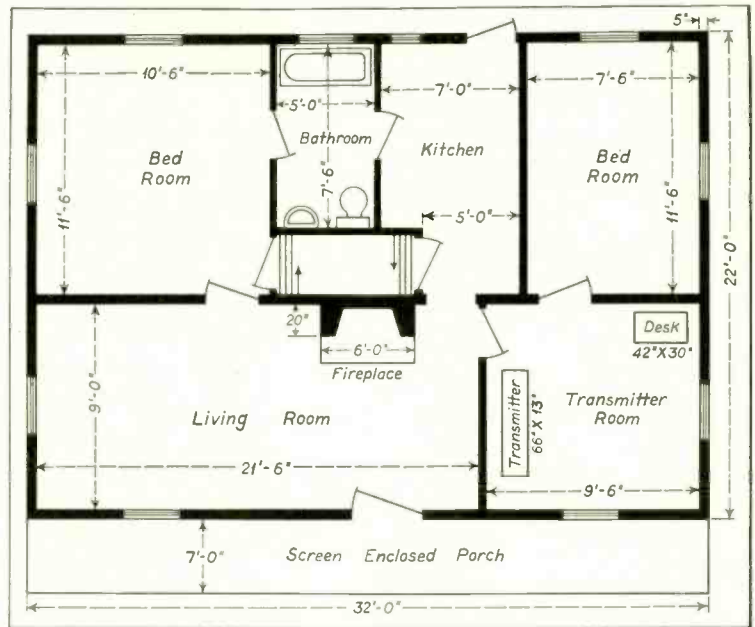 5"
10'-6"
7'-0"
7'-6"
5'-0"
Bathroom
Bed
Room
Kitchen
Bed
Room
7'-6"
11'-6"
5'-0"
11'-6"
22'-0"
20"
6'-0"
Fireplace
Desk
42"X30"
9'-0"
Living Room
Transmitter
66"X 13"
Transmitter
Room
21'-6"
9'-6"
7'-0"
Screen Enclosed Porch
32'-0"